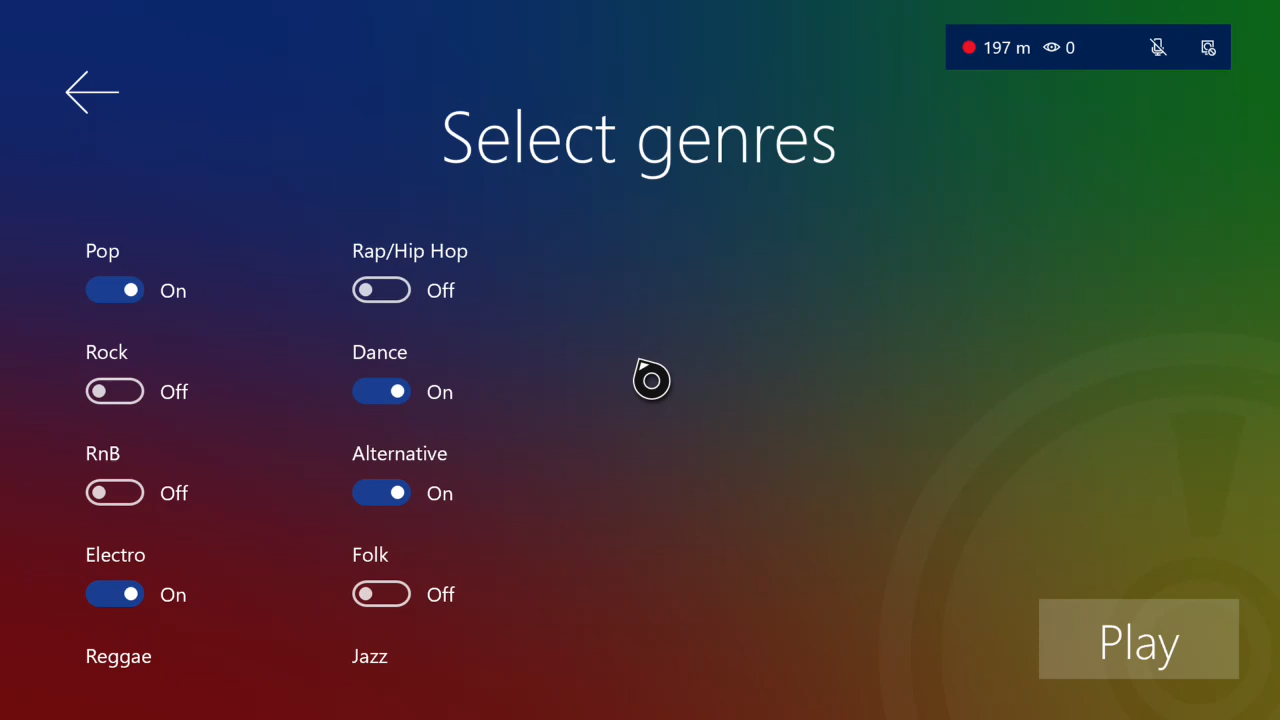 197 m 0
Select genres
Pop Rap/Hip Hop
On Off
Rock Dance
Off On
RnB Alternative
Off On
Electro Folk
On Off
Reggae Jazz
Play